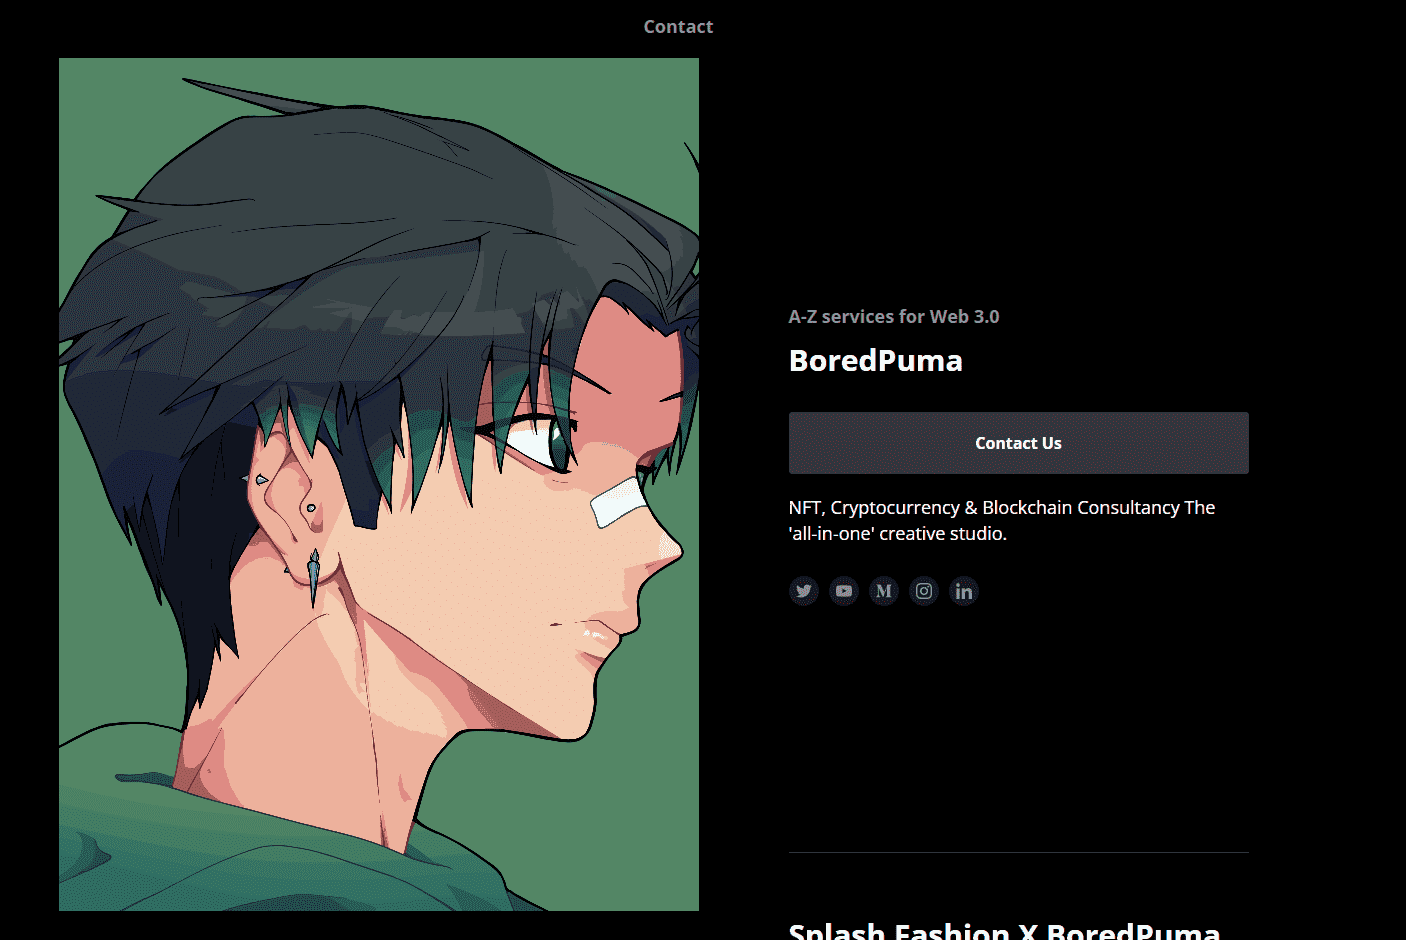 Contact
A-Z services for Web 3.0
BoredPuma
Contact Us
NFT, Cryptocurrency & Blockchain Consultancy The
'all-in-one' creative studio.
Splash Fashion X BoredPuma